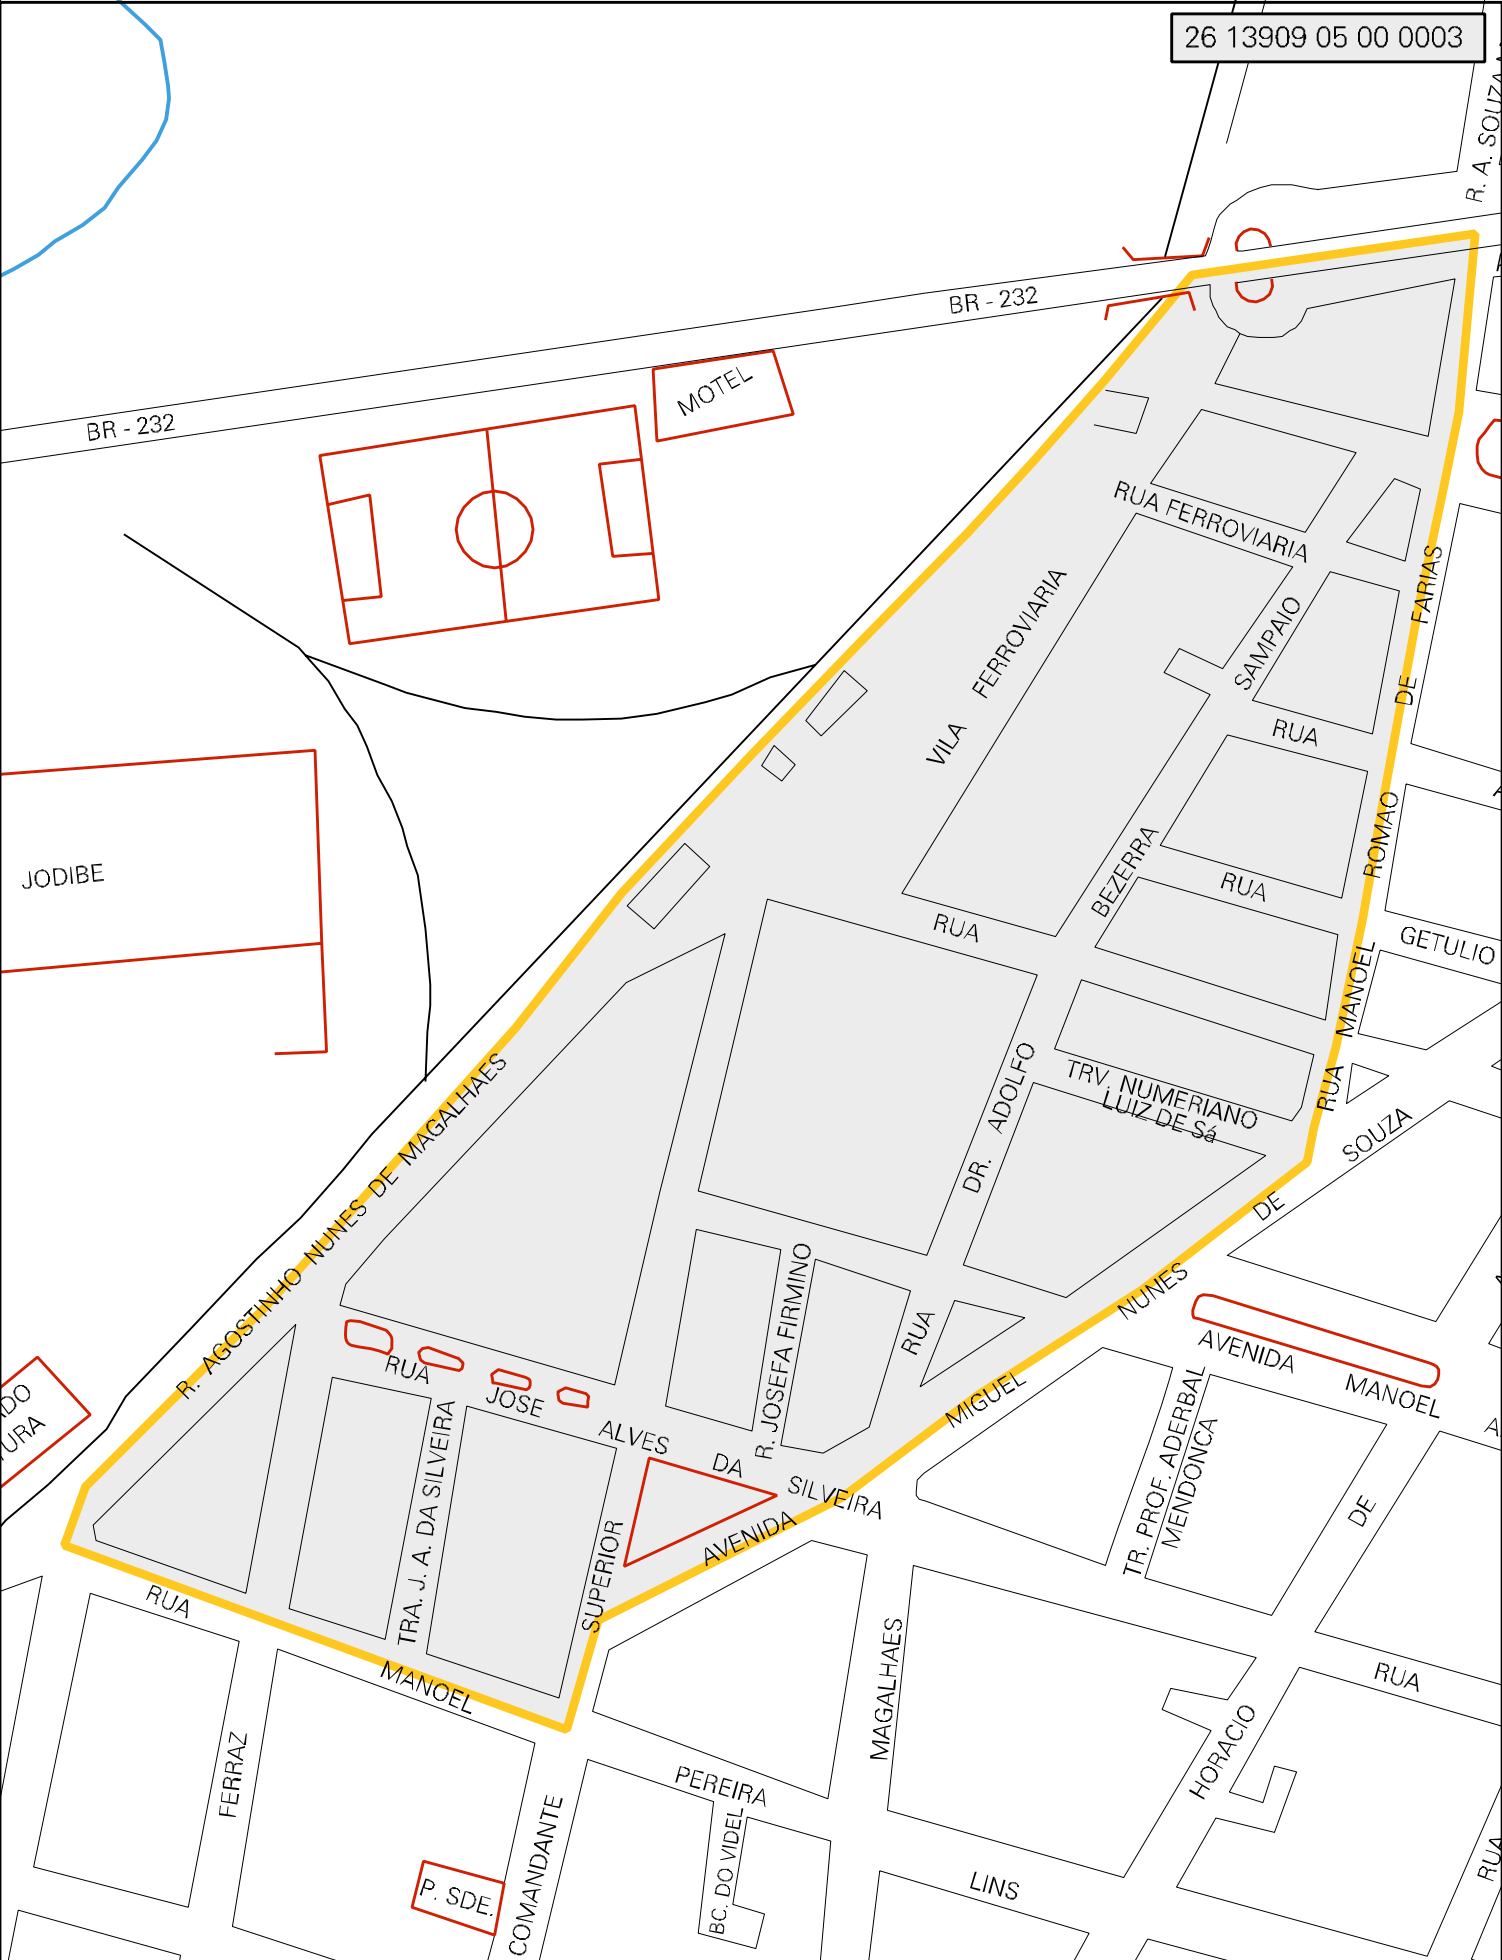 26 13909 05 00 0003
R. A. SOUZA
BR - 232
BR - 232
MOTEL
RUA FERROVIARIA
VILA FERROVIARIA
SAMPAIO
RUA
BEZERRA
RUA
RUA
DR. ADOLFO
RUA
RUA MANOEL ROMAO DE FARIAS
GETULIO
JODIBE
TRV. NUMERIANO
LUIZ DE Sá
R. AGOSTINHO NUNES DE MAGALHAES
AVENIDA MIGUEL NUNES DE SOUZA
R. JOSEFA FIRMINO
RUA JOSE ALVES DA SILVEIRA
TRA. J. A. DA SILVEIRA
AVENIDA MANOEL
TR. PROF. ADERBAL
MENDONCA
DE
HORACIO
RUA
COMANDANTE SUPERIOR
RUA MANOEL PEREIRA LINS
MAGALHAES
FERRAZ
BC. DO VIDEL
P. SDE.
RUA